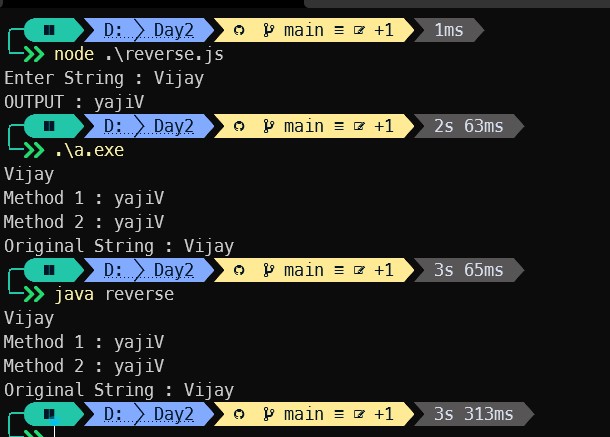 D: Day2 main ≡ +1 1ms
node .\reverse.js
Enter String : Vijay
OUTPUT : yajiV
D: Day2 main ≡ +1 2s 63ms
.\a.exe
Vijay
Method 1 : yajiV
Method 2 : yajiV
Original String : Vijay
D: Day2 main ≡ +1 3s 65ms
java reverse
Vijay
Method 1 : yajiV
Method 2 : yajiV
Original String : Vijay
D: Day2 main ≡ +1 3s 313ms